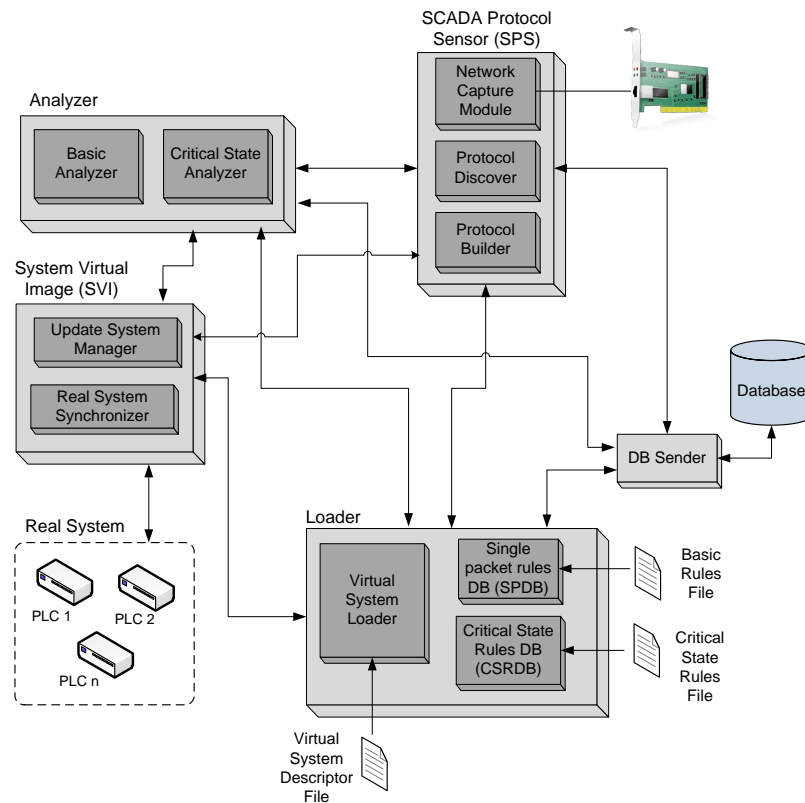 SCADA Protocol
Sensor (SPS)
Network
Capture
Module
Protocol
Discover
Protocol
Builder
Analyzer
Basic
Analyzer
Critical State
Analyzer
System Virtual
Image (SVI)
Update System
Manager
Real System
Synchronizer
Database
DB Sender
Real System
PLC 1
PLC 2
PLC n
Loader
Virtual
System
Loader
Single
packet rules
DB (SPDB)
Critical State
Rules DB
(CSRDB)
Basic
Rules
File
Critical
State
Rules
File
Virtual
System
Descriptor
File